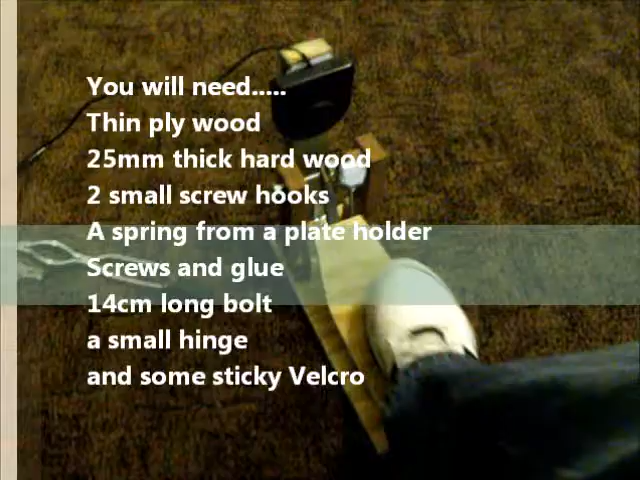 You will need.....
Thin ply wood
25mm thick hard wood
2 small screw hooks
A spring from a plate holder
Screws and glue
14cm long bolt
a small hinge
and some sticky Velcro